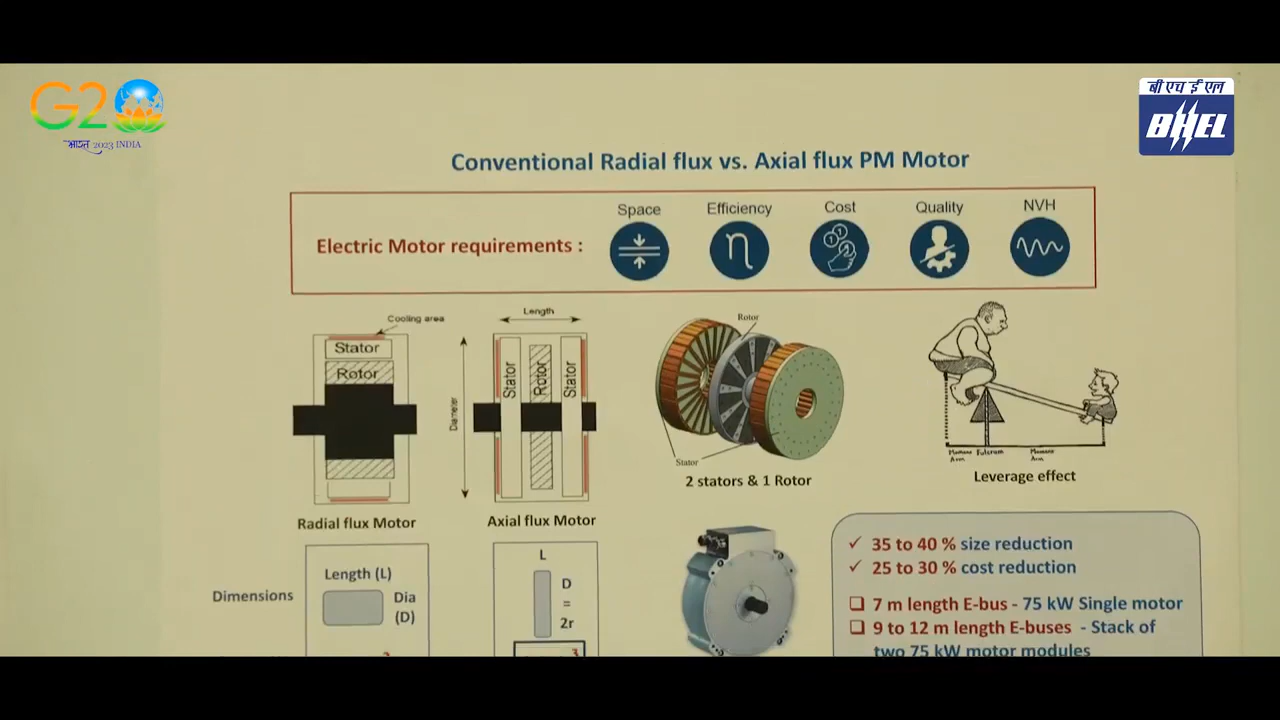 G20
भारत 2023 INDIA
बी एच ई एल
BHEL
Conventional Radial flux vs. Axial flux PM Motor
Electric Motor requirements :
Space
Efficiency
η
Cost
Quality
NVH
Cooling area
Stator
Rotor
Radial flux Motor
Length
Diameter
Stator
Rotor
Stator
Axial flux Motor
Rotor
Stator
2 stators & 1 Rotor
Fulcrum
Leverage effect
Dimensions
Length (L)
Dia
(D)
L
D
=
2r
3
✓ 35 to 40 % size reduction
✓ 25 to 30 % cost reduction
❑ 7 m length E-bus - 75 kW Single motor
❑ 9 to 12 m length E-buses - Stack of
two 75 kW motor modules